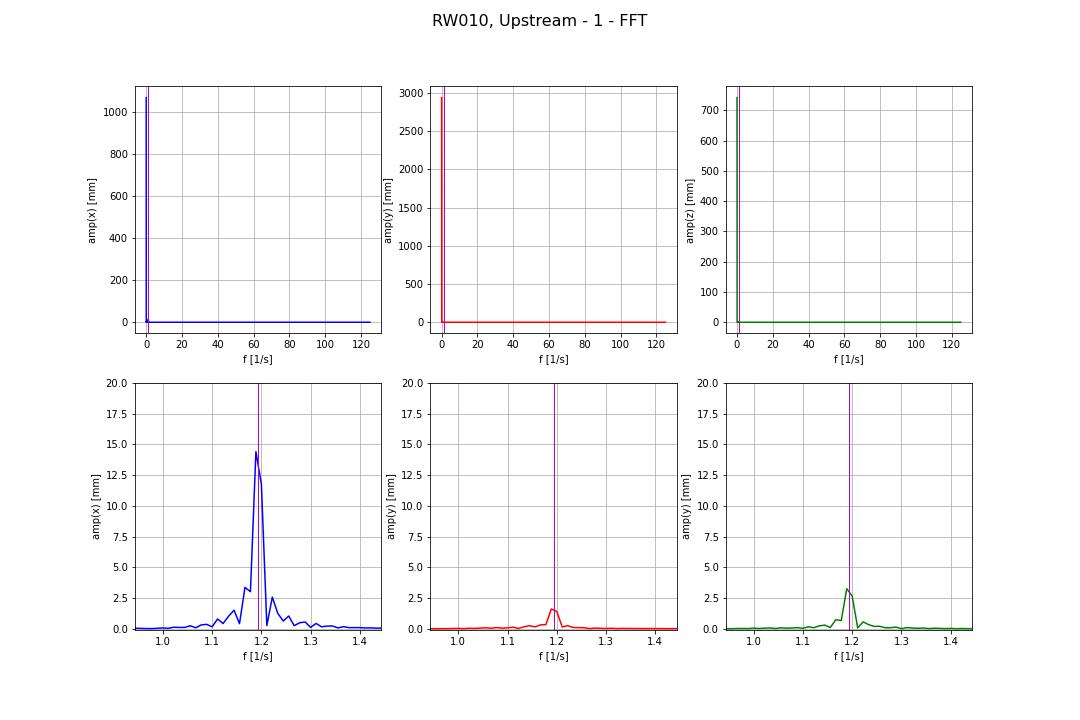 RW010, Upstream - 1 - FFT
1000
800
600
400
200
0
amp(x) [mm]
0 20 40 60 80 100 120
f [1/s]
3000
2500
2000
1500
1000
500
0
amp(y) [mm]
0 20 40 60 80 100 120
f [1/s]
700
600
500
400
300
200
100
0
amp(z) [mm]
0 20 40 60 80 100 120
f [1/s]
20.0
17.5
15.0
12.5
10.0
7.5
5.0
2.5
0.0
amp(x) [mm]
1.0 1.1 1.2 1.3 1.4
f [1/s]
20.0
17.5
15.0
12.5
10.0
7.5
5.0
2.5
0.0
amp(y) [mm]
1.0 1.1 1.2 1.3 1.4
f [1/s]
20.0
17.5
15.0
12.5
10.0
7.5
5.0
2.5
0.0
amp(y) [mm]
1.0 1.1 1.2 1.3 1.4
f [1/s]